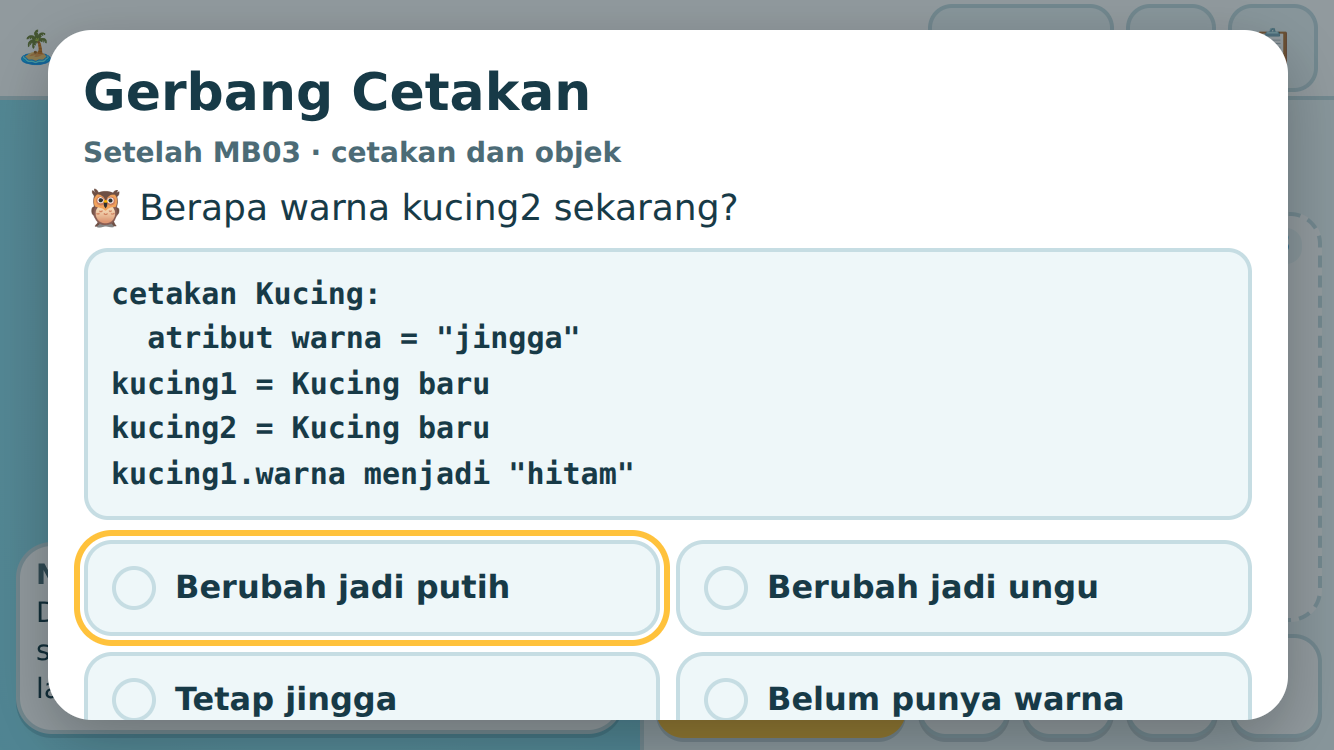 Gerbang Cetakan
Setelah MB03 · cetakan dan objek
Berapa warna kucing2 sekarang?
cetakan Kucing:
  atribut warna = "jingga"
kucing1 = Kucing baru
kucing2 = Kucing baru
kucing1.warna menjadi "hitam"
Berubah jadi putih
Berubah jadi ungu
Tetap jingga
Belum punya warna